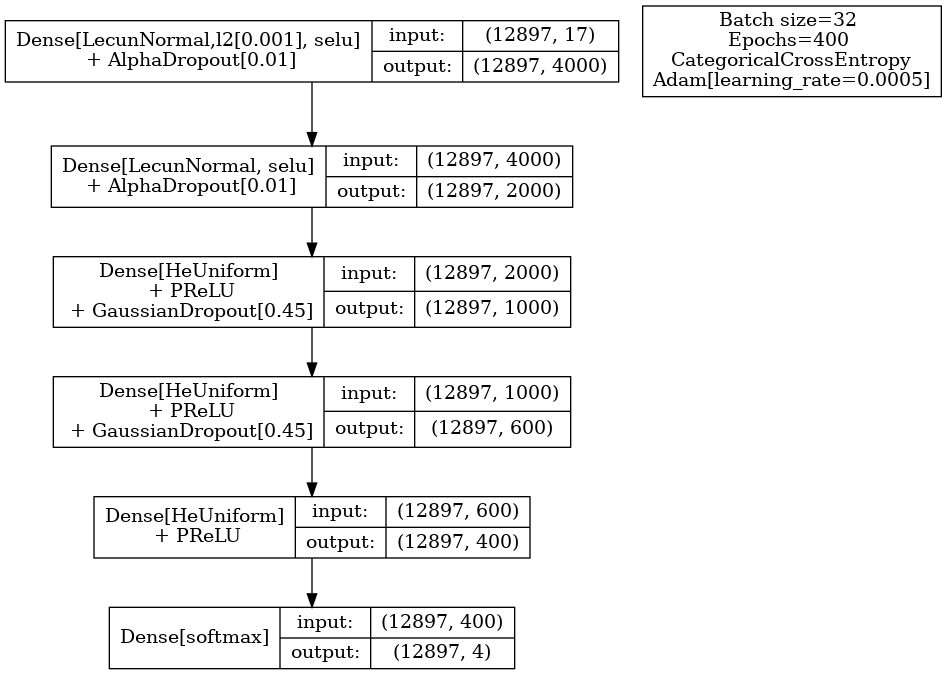 Dense[LecunNormal,l2[0.001], selu]
+ AlphaDropout[0.01]
input:
(12897, 17)
output:
(12897, 4000)
Batch size=32
Epochs=400
CategoricalCrossEntropy
Adam[learning_rate=0.0005]
Dense[LecunNormal, selu]
+ AlphaDropout[0.01]
input:
(12897, 4000)
output:
(12897, 2000)
Dense[HeUniform]
+ PReLU
+ GaussianDropout[0.45]
input:
(12897, 2000)
output:
(12897, 1000)
Dense[HeUniform]
+ PReLU
+ GaussianDropout[0.45]
input:
(12897, 1000)
output:
(12897, 600)
Dense[HeUniform]
+ PReLU
input:
(12897, 600)
output:
(12897, 400)
Dense[softmax]
input:
(12897, 400)
output:
(12897, 4)